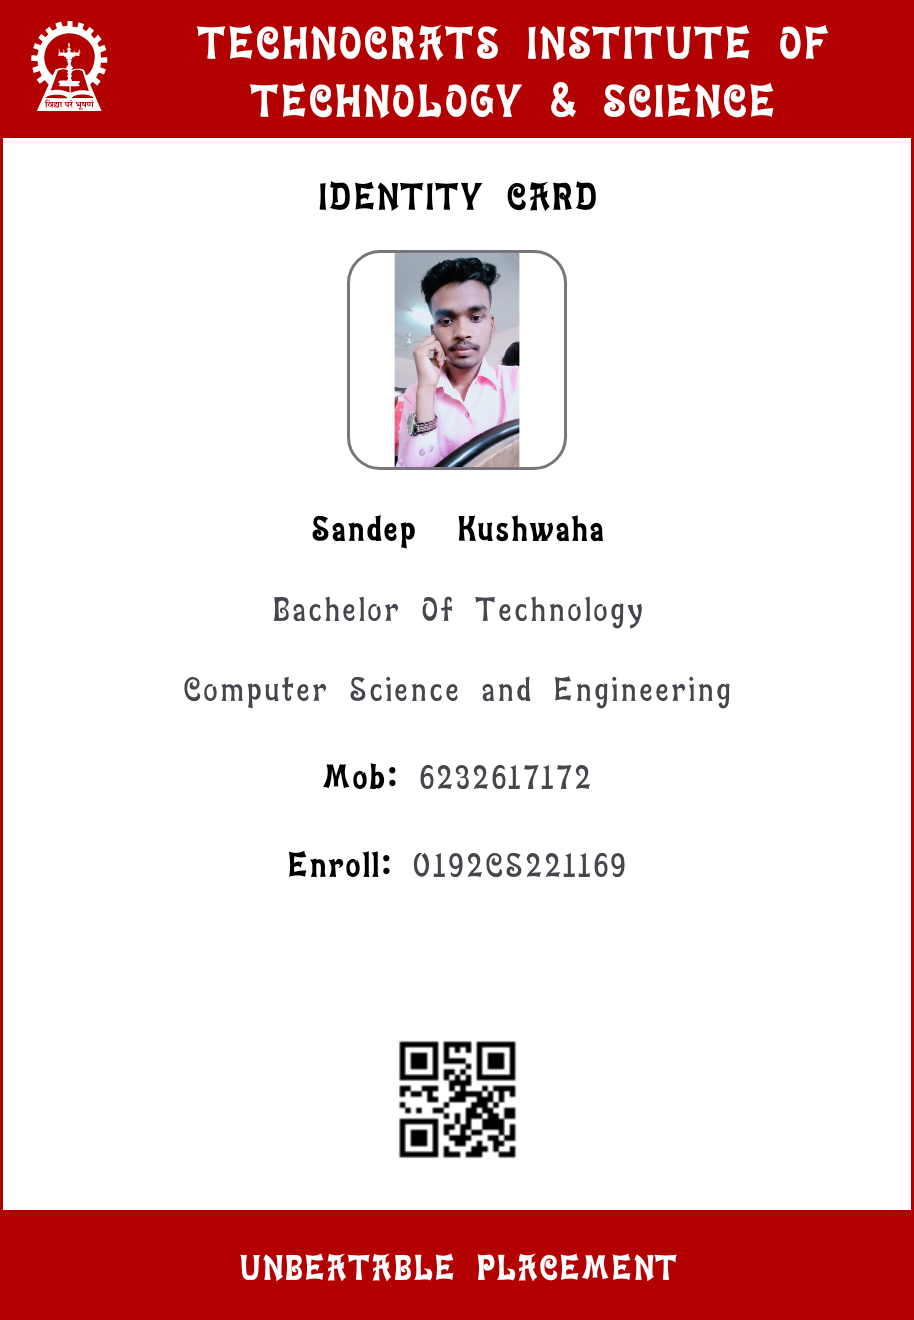 TECHNOCRATS INSTITUTE OF
TECHNOLOGY & SCIENCE
विद्या परं भूषणं
IDENTITY CARD
Sandep Kushwaha
Bachelor Of Technology
Computer Science and Engineering
Mob: 6232617172
Enroll: 0192CS221169
UNBEATABLE PLACEMENT